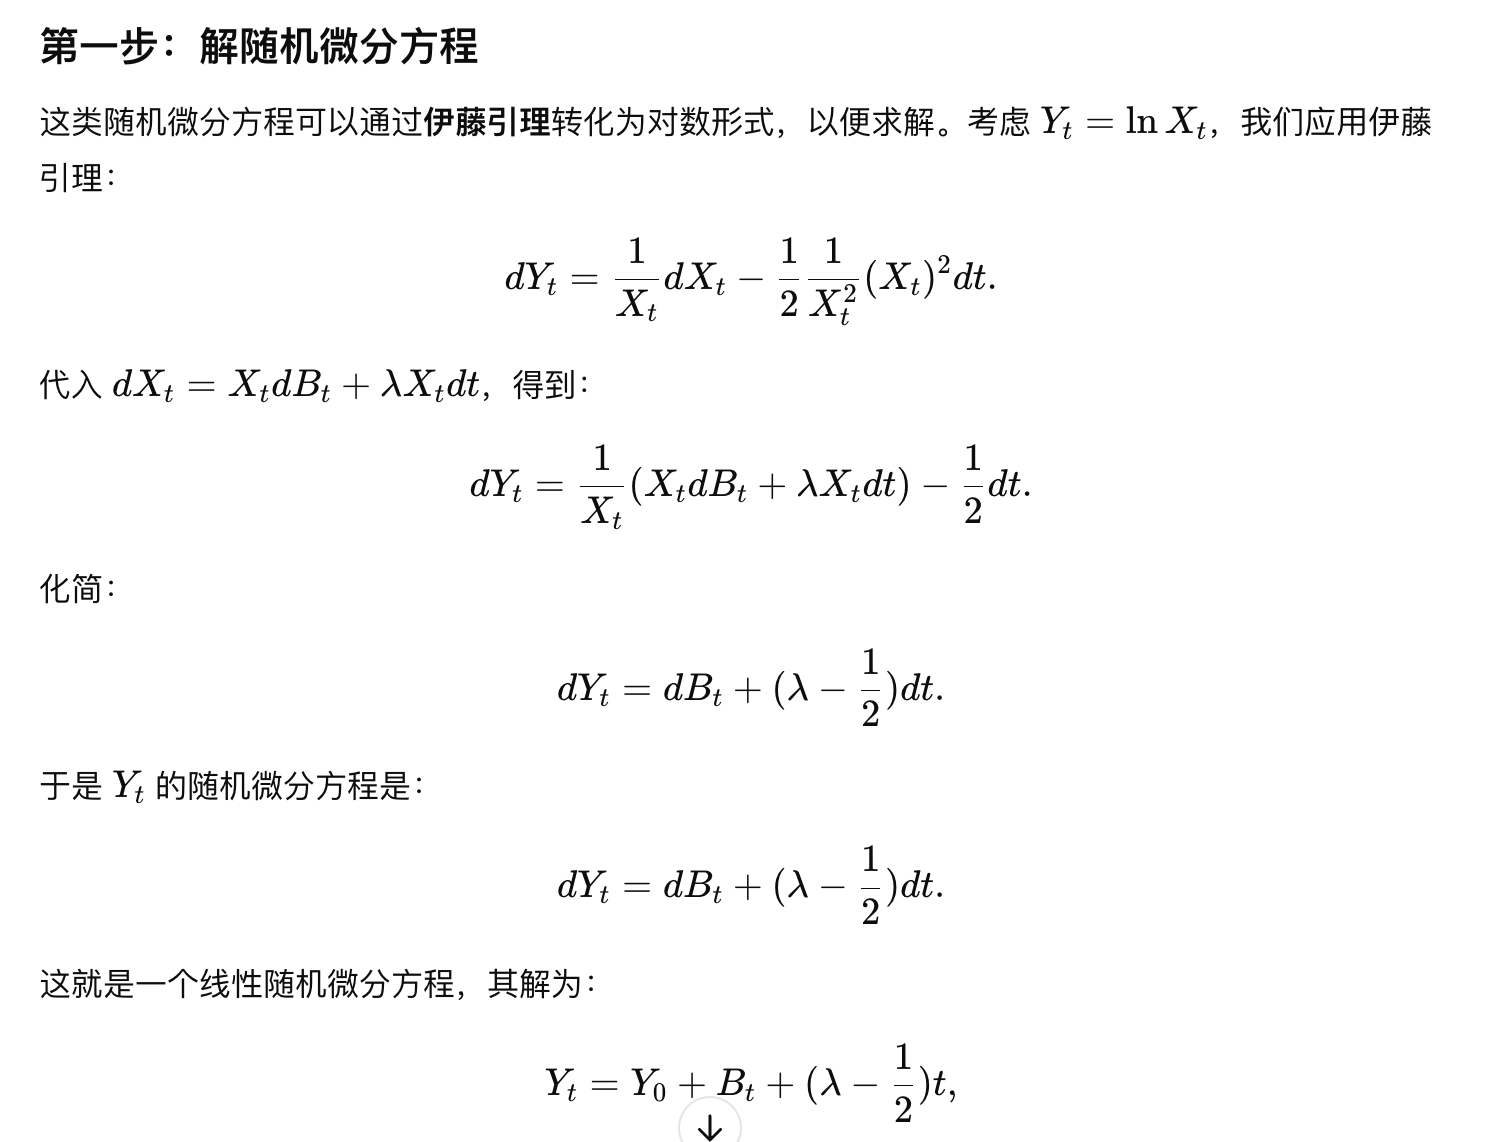 第一步：解随机微分方程
这类随机微分方程可以通过伊藤引理转化为对数形式，以便求解。考虑 $Y_t = \ln X_t$，我们应用伊藤
引理：
$dY_t = \frac{1}{X_t} dX_t - \frac{1}{2} \frac{1}{X_t^2} (X_t)^2 dt.$
代入 $dX_t = X_t dB_t + \lambda X_t dt$，得到：
$dY_t = \frac{1}{X_t} (X_t dB_t + \lambda X_t dt) - \frac{1}{2} dt.$
化简：
$dY_t = dB_t + (\lambda - \frac{1}{2}) dt.$
于是 $Y_t$ 的随机微分方程是：
$dY_t = dB_t + (\lambda - \frac{1}{2}) dt.$
这就是一个线性随机微分方程，其解为：
$Y_t = Y_0 + B_t + (\lambda - \frac{1}{2}) t,$